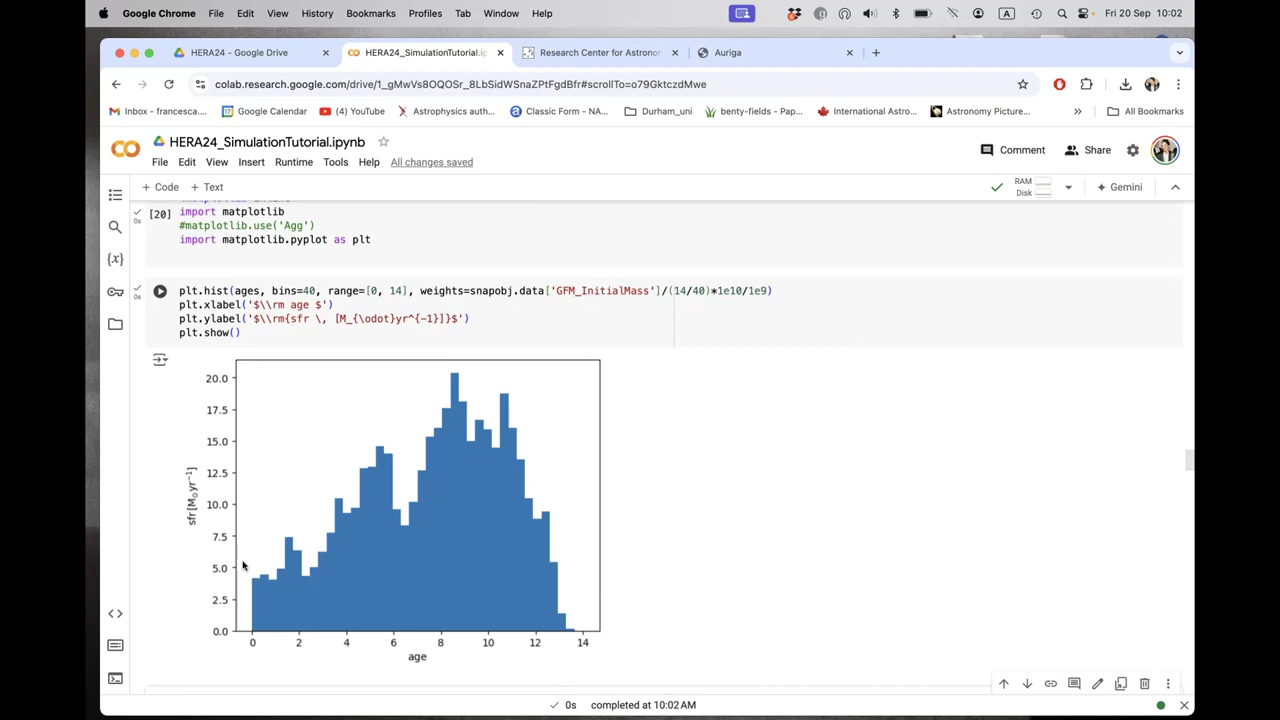 Google Chrome File Edit View History Bookmarks Profiles Tab Window Help A Fri 20 Sep 10:02
HERA24 - Google Drive HERA24_SimulationTutorial.ip Research Center for Astronon Auriga
colab.research.google.com/drive/1_gMwVs8OQOSr_8LbSidWSnaZPtFgdBfr#scrollTo=o79GktczdMwe
Inbox - francesca.... Google Calendar (4) YouTube Astrophysics auth... Classic Form - NA... Durham_uni benty-fields - Pap... International Astro... Astronomy Picture... » All Bookmarks
HERA24_SimulationTutorial.ipynb
File Edit View Insert Runtime Tools Help All changes saved
Comment Share
+ Code + Text
RAM
Disk
Gemini
[20]
0s
import matplotlib
#matplotlib.use('Agg')
import matplotlib.pyplot as plt
0s
plt.hist(ages, bins=40, range=[0, 14], weights=snapobj.data['GFM_InitialMass']/(14/40)*1e10/1e9)
plt.xlabel('$\\rm age $')
plt.ylabel('$\\rm{sfr \, [M_{\odot}yr^{-1}]}$')
plt.show()
20.0
17.5
15.0
12.5
10.0
7.5
5.0
2.5
0.0
sfr [M⊙yr⁻¹]
0 2 4 6 8 10 12 14
age
{x}
0s completed at 10:02 AM